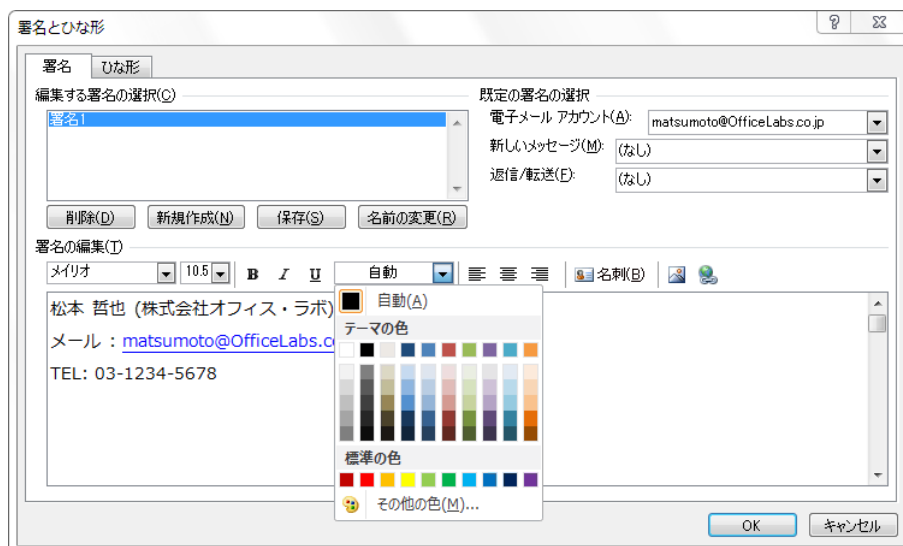 署名とひな形
署名 ひな形
編集する署名の選択(C)
署名1
削除(D) 新規作成(N) 保存(S) 名前の変更(R)
既定の署名の選択
電子メール アカウント(A): matsumoto@OfficeLabs.co.jp
新しいメッセージ(M): (なし)
返信/転送(F): (なし)
署名の編集(T)
メイリオ 10.5 B I U 自動 名刺(B)
松本 哲也 (株式会社オフィス・ラボ)
メール : matsumoto@OfficeLabs.co
TEL: 03-1234-5678
自動(A)
テーマの色
標準の色
その他の色(M)...
OK キャンセル